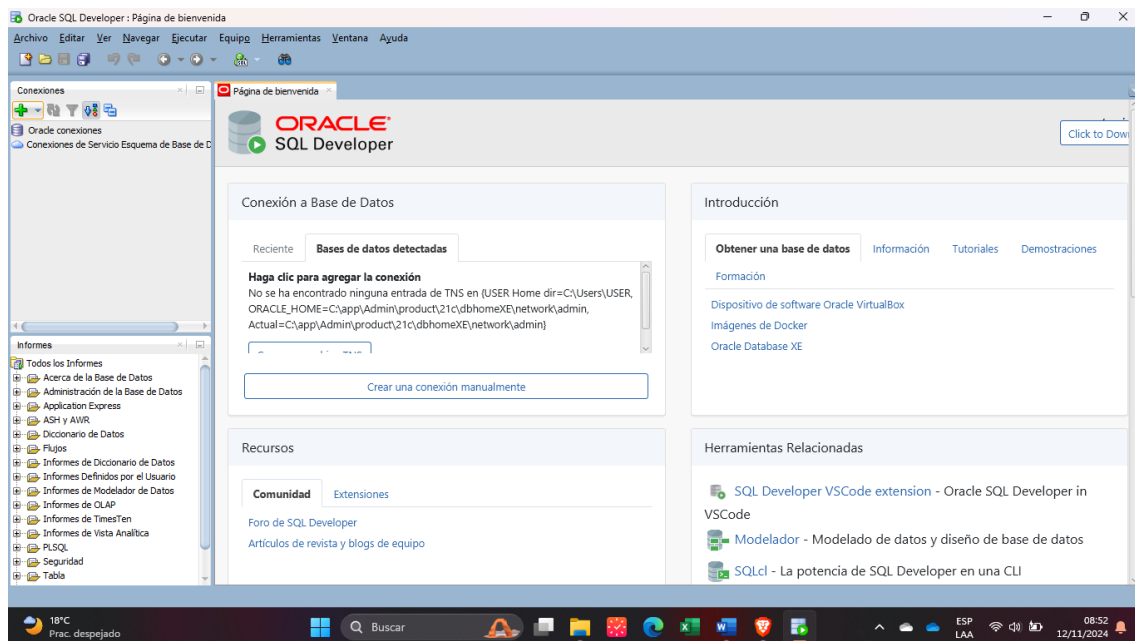 Oracle SQL Developer : Página de bienvenida
Archivo Editar Ver Navegar Ejecutar Equipo Herramientas Ventana Ayuda
Conexiones
Oracle conexiones
Conexiones de Servicio Esquema de Base de D
Informes
Todos los Informes
Acerca de la Base de Datos
Administración de la Base de Datos
Application Express
ASH y AWR
Diccionario de Datos
Flujos
Informes de Diccionario de Datos
Informes Definidos por el Usuario
Informes de Modelador de Datos
Informes de OLAP
Informes de TimesTen
Informes de Vista Analítica
PLSQL
Seguridad
Tabla
Página de bienvenida
ORACLE
SQL Developer
Click to Dow
Conexión a Base de Datos
Reciente Bases de datos detectadas
Haga clic para agregar la conexión
No se ha encontrado ninguna entrada de TNS en {USER Home dir=C:\Users\USER,
ORACLE_HOME=C:\app\Admin\product\21c\dbhomeXE\network\admin,
Actual=C:\app\Admin\product\21c\dbhomeXE\network\admin}
Crear una conexión manualmente
Introducción
Obtener una base de datos Información Tutoriales Demostraciones
Formación
Dispositivo de software Oracle VirtualBox
Imágenes de Docker
Oracle Database XE
Recursos
Comunidad Extensiones
Foro de SQL Developer
Artículos de revista y blogs de equipo
Herramientas Relacionadas
SQL Developer VSCode extension - Oracle SQL Developer in
VSCode
Modelador - Modelado de datos y diseño de base de datos
SQLcl - La potencia de SQL Developer en una CLI
18°C
Prac. despejado
Buscar
ESP
LAA
08:52
12/11/2024